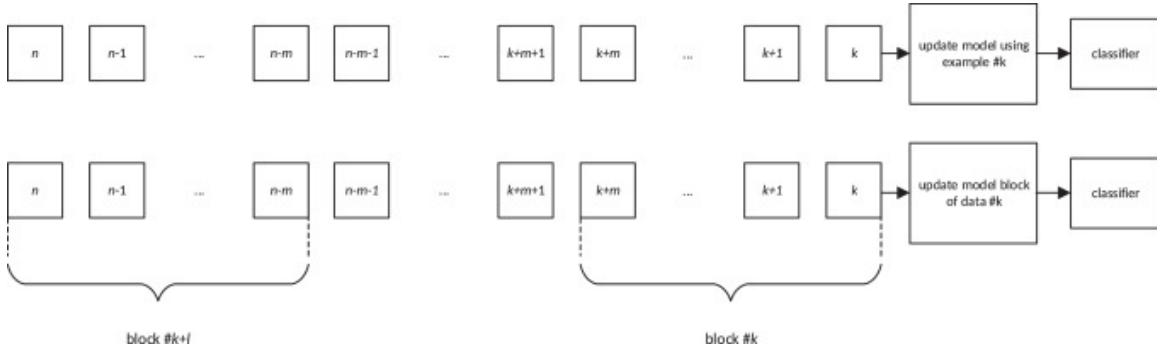 n n-1 ... n-m n-m-1 ... k+m+1 k+m ... k+1 k
update model using
example #k
classifier
n n-1 ... n-m n-m-1 ... k+m+1 k+m ... k+1 k
update model block
of data #k
classifier
block #k+l block #k